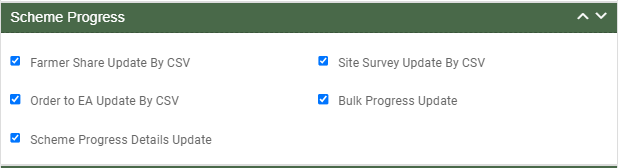 Scheme Progress
Farmer Share Update By CSV
Site Survey Update By CSV
Order to EA Update By CSV
Bulk Progress Update
Scheme Progress Details Update